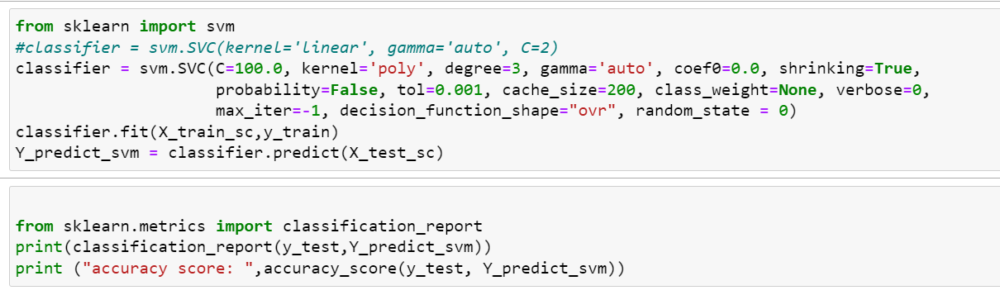 from sklearn import svm
#classifier = svm.SVC(kernel='linear', gamma='auto', C=2)
classifier = svm.SVC(C=100.0, kernel='poly', degree=3, gamma='auto', coef0=0.0, shrinking=True,
probability=False, tol=0.001, cache_size=200, class_weight=None, verbose=0,
max_iter=-1, decision_function_shape="ovr", random_state = 0)
classifier.fit(X_train_sc,y_train)
Y_predict_svm = classifier.predict(X_test_sc)
from sklearn.metrics import classification_report
print(classification_report(y_test,Y_predict_svm))
print ("accuracy score: ",accuracy_score(y_test, Y_predict_svm))